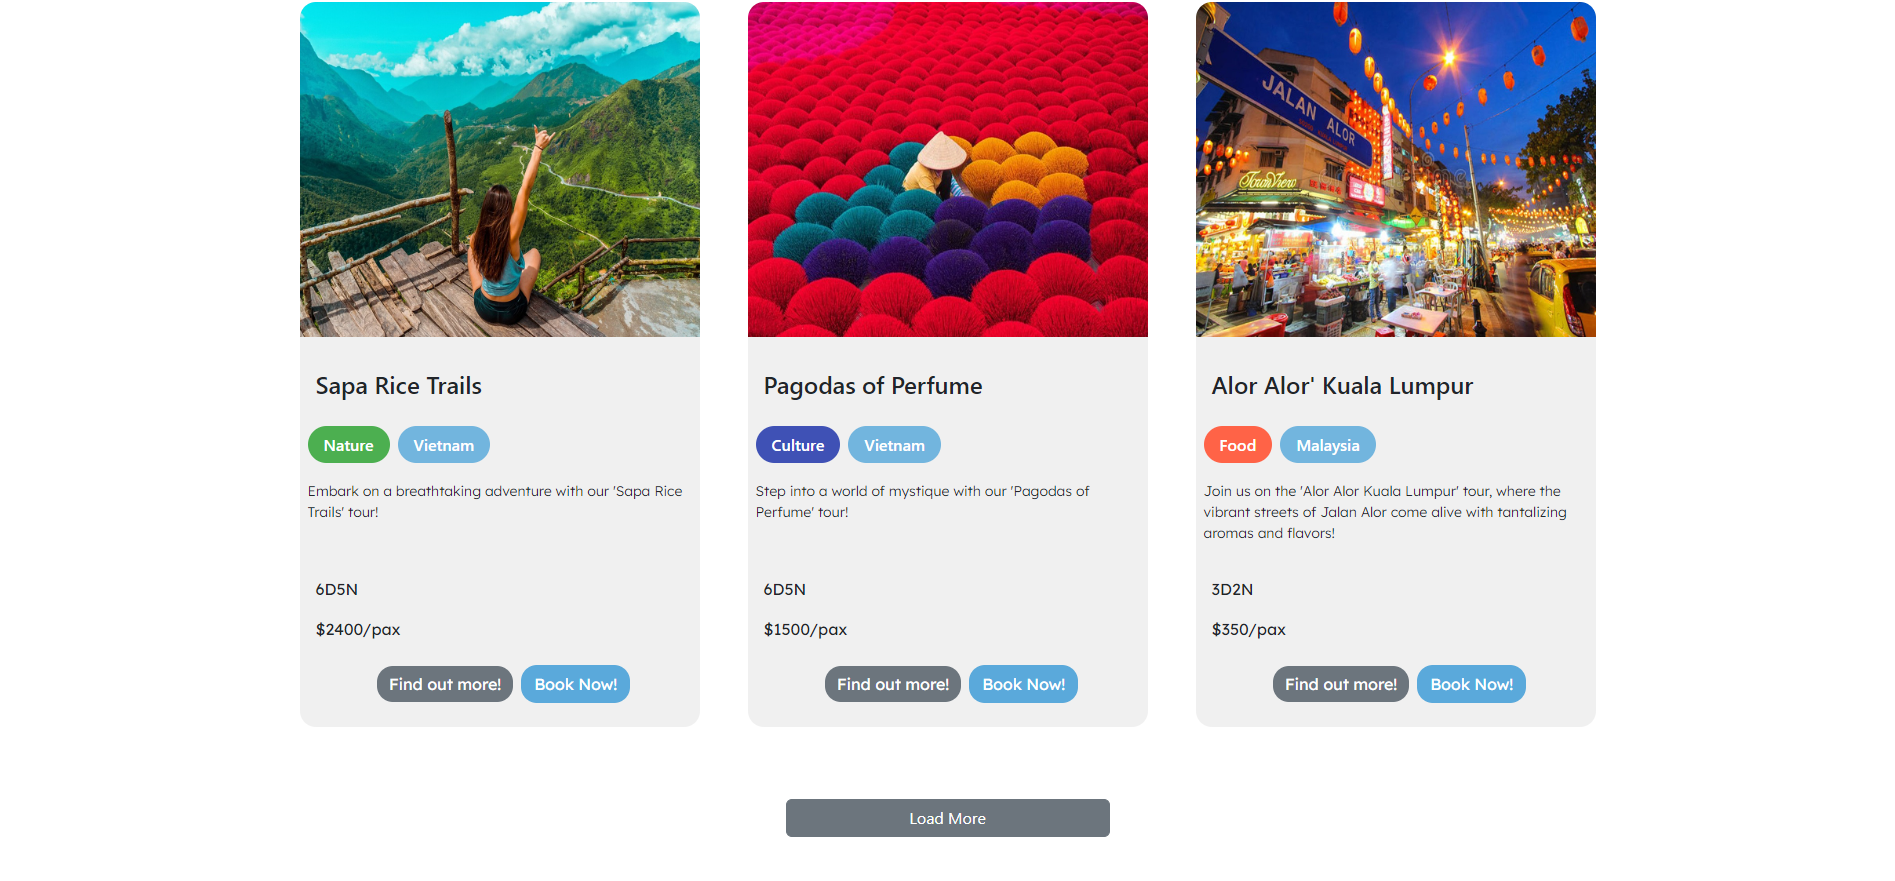 JALAN ALOR
TownView
Sapa Rice Trails
Nature
Vietnam
Embark on a breathtaking adventure with our 'Sapa Rice
Trails' tour!
6D5N
$2400/pax
Find out more!
Book Now!
Pagodas of Perfume
Culture
Vietnam
Step into a world of mystique with our 'Pagodas of
Perfume' tour!
6D5N
$1500/pax
Find out more!
Book Now!
Alor Alor' Kuala Lumpur
Food
Malaysia
Join us on the 'Alor Alor Kuala Lumpur' tour, where the
vibrant streets of Jalan Alor come alive with tantalizing
aromas and flavors!
3D2N
$350/pax
Find out more!
Book Now!
Load More